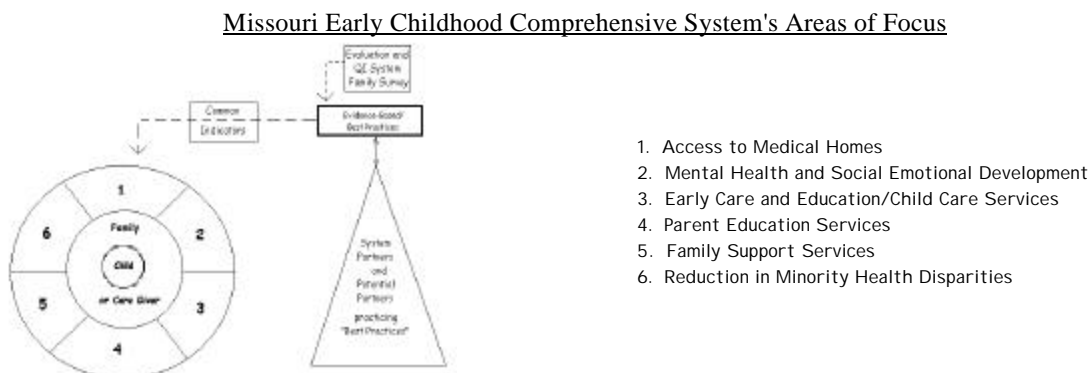 Missouri Early Childhood Comprehensive System's Areas of Focus
Evaluation and
QI System
Family Survey
Common
Indicators
Evidence-Based/
Best Practices
1
2
3
4
5
6
Family
Child
or Care Giver
System
Partners
and
Potential
Partners
practicing
"Best Practices"
1. Access to Medical Homes
2. Mental Health and Social Emotional Development
3. Early Care and Education/Child Care Services
4. Parent Education Services
5. Family Support Services
6. Reduction in Minority Health Disparities